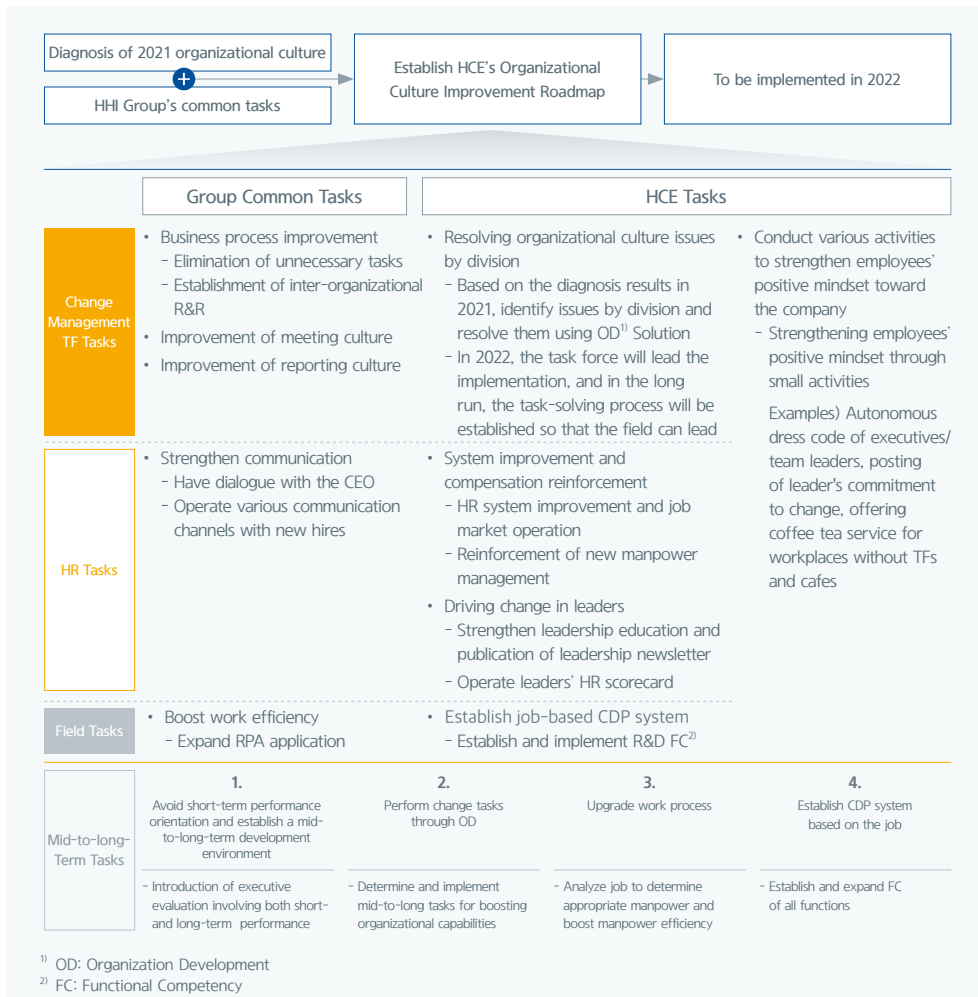 Diagnosis of 2021 organizational culture
+
HHI Group's common tasks
Establish HCE's Organizational
Culture Improvement Roadmap
To be implemented in 2022
Group Common Tasks
HCE Tasks
Change
Management
TF Tasks
• Business process improvement
- Elimination of unnecessary tasks
- Establishment of inter-organizational
R&R
• Improvement of meeting culture
• Improvement of reporting culture
• Resolving organizational culture issues
by division
- Based on the diagnosis results in
2021, identify issues by division and
resolve them using OD1) Solution
- In 2022, the task force will lead the
implementation, and in the long
run, the task-solving process will be
established so that the field can lead
• Conduct various activities
to strengthen employees'
positive mindset toward
the company
- Strengthening employees'
positive mindset through
small activities
Examples) Autonomous
dress code of executives/
team leaders, posting
of leader's commitment
to change, offering
coffee tea service for
workplaces without TFs
and cafes
HR Tasks
• Strengthen communication
- Have dialogue with the CEO
- Operate various communication
channels with new hires
• System improvement and
compensation reinforcement
- HR system improvement and job
market operation
- Reinforcement of new manpower
management
• Driving change in leaders
- Strengthen leadership education and
publication of leadership newsletter
- Operate leaders' HR scorecard
Field Tasks
• Boost work efficiency
- Expand RPA application
• Establish job-based CDP system
- Establish and implement R&D FC2)
Mid-to-long-
Term Tasks
1.
Avoid short-term performance
orientation and establish a mid-
to-long-term development
environment
- Introduction of executive
evaluation involving both short-
and long-term performance
2.
Perform change tasks
through OD
- Determine and implement
mid-to-long tasks for boosting
organizational capabilities
3.
Upgrade work process
- Analyze job to determine
appropriate manpower and
boost manpower efficiency
4.
Establish CDP system
based on the job
- Establish and expand FC
of all functions
1) OD: Organization Development
2) FC: Functional Competency